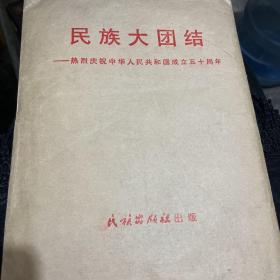 民族大团结
——热烈庆祝中华人民共和国成立五十周年
民族出版社出版